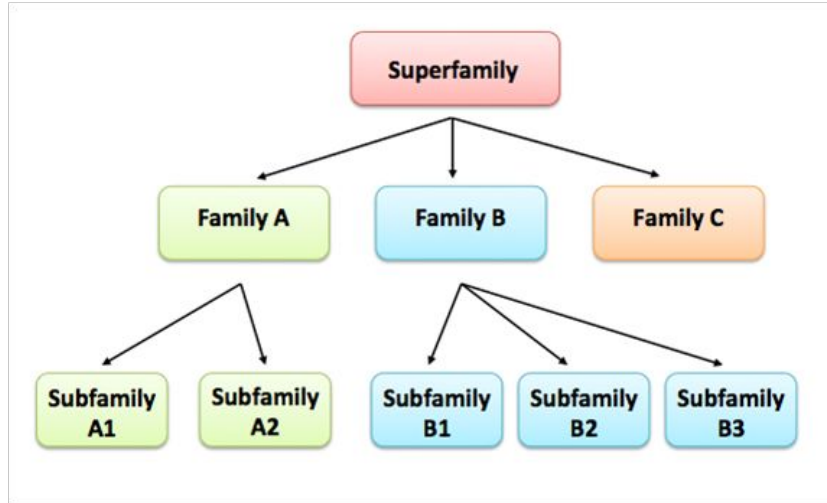 Superfamily
Family A
Family B
Family C
Subfamily
A1
Subfamily
A2
Subfamily
B1
Subfamily
B2
Subfamily
B3